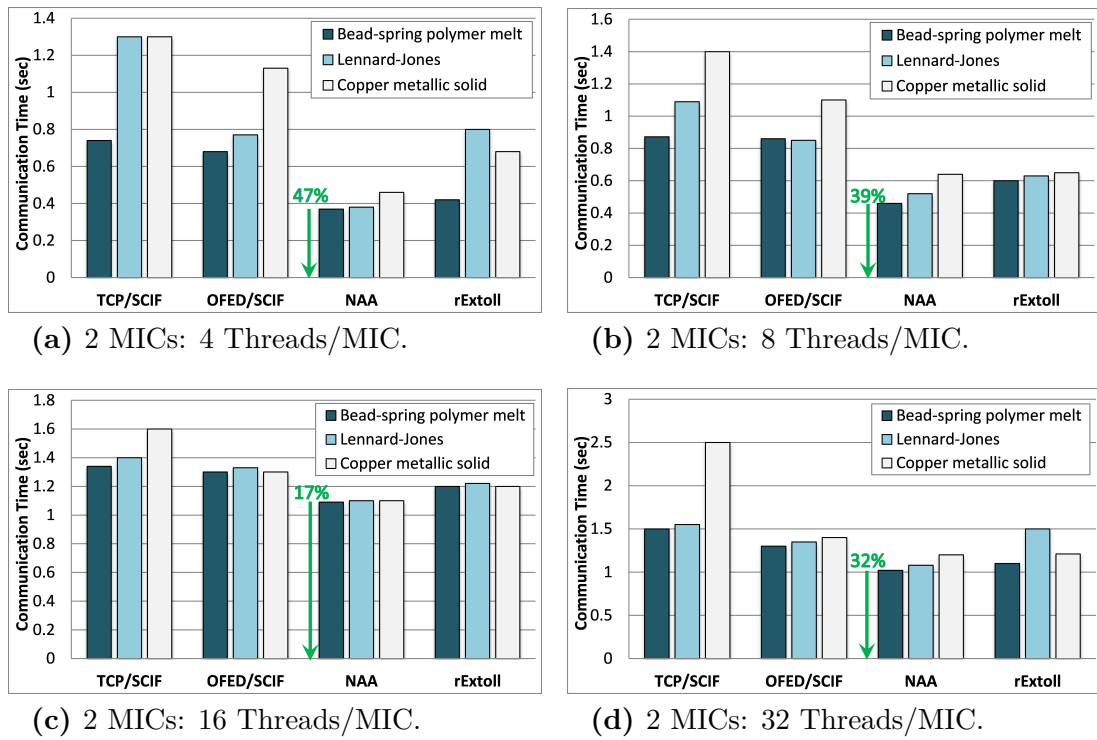 Communication Time (sec)
1.4
1.2
1
0.8
0.6
0.4
0.2
0
Bead-spring polymer melt
Lennard-Jones
Copper metallic solid
47%
TCP/SCIF OFED/SCIF NAA rExtoll
(a) 2 MICs: 4 Threads/MIC.
Communication Time (sec)
1.6
1.4
1.2
1
0.8
0.6
0.4
0.2
0
Bead-spring polymer melt
Lennard-Jones
Copper metallic solid
39%
TCP/SCIF OFED/SCIF NAA rExtoll
(b) 2 MICs: 8 Threads/MIC.
Communication Time (sec)
1.8
1.6
1.4
1.2
1
0.8
0.6
0.4
0.2
0
Bead-spring polymer melt
Lennard-Jones
Copper metallic solid
17%
TCP/SCIF OFED/SCIF NAA rExtoll
(c) 2 MICs: 16 Threads/MIC.
Communication Time (sec)
3
2.5
2
1.5
1
0.5
0
Bead-spring polymer melt
Lennard-Jones
Copper metallic solid
32%
TCP/SCIF OFED/SCIF NAA rExtoll
(d) 2 MICs: 32 Threads/MIC.